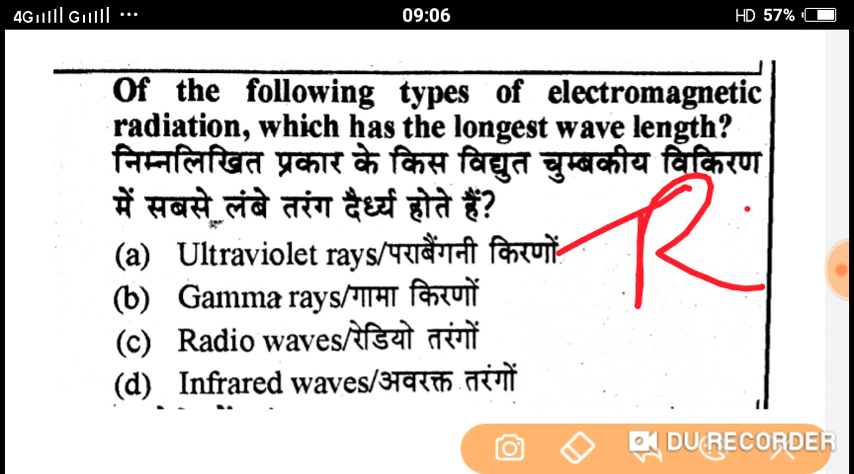 4G G ...
09:06
HD 57%
Of the following types of electromagnetic
radiation, which has the longest wave length?
निम्नलिखित प्रकार के किस विद्युत चुम्बकीय विकिरण
में सबसे लंबे तरंग दैर्ध्य होते हैं?
(a) Ultraviolet rays/पराबैंगनी किरणों
R
(b) Gamma rays/गामा किरणों
(c) Radio waves/रेडियो तरंगों
(d) Infrared waves/अवरक्त तरंगों
DU RECORDER